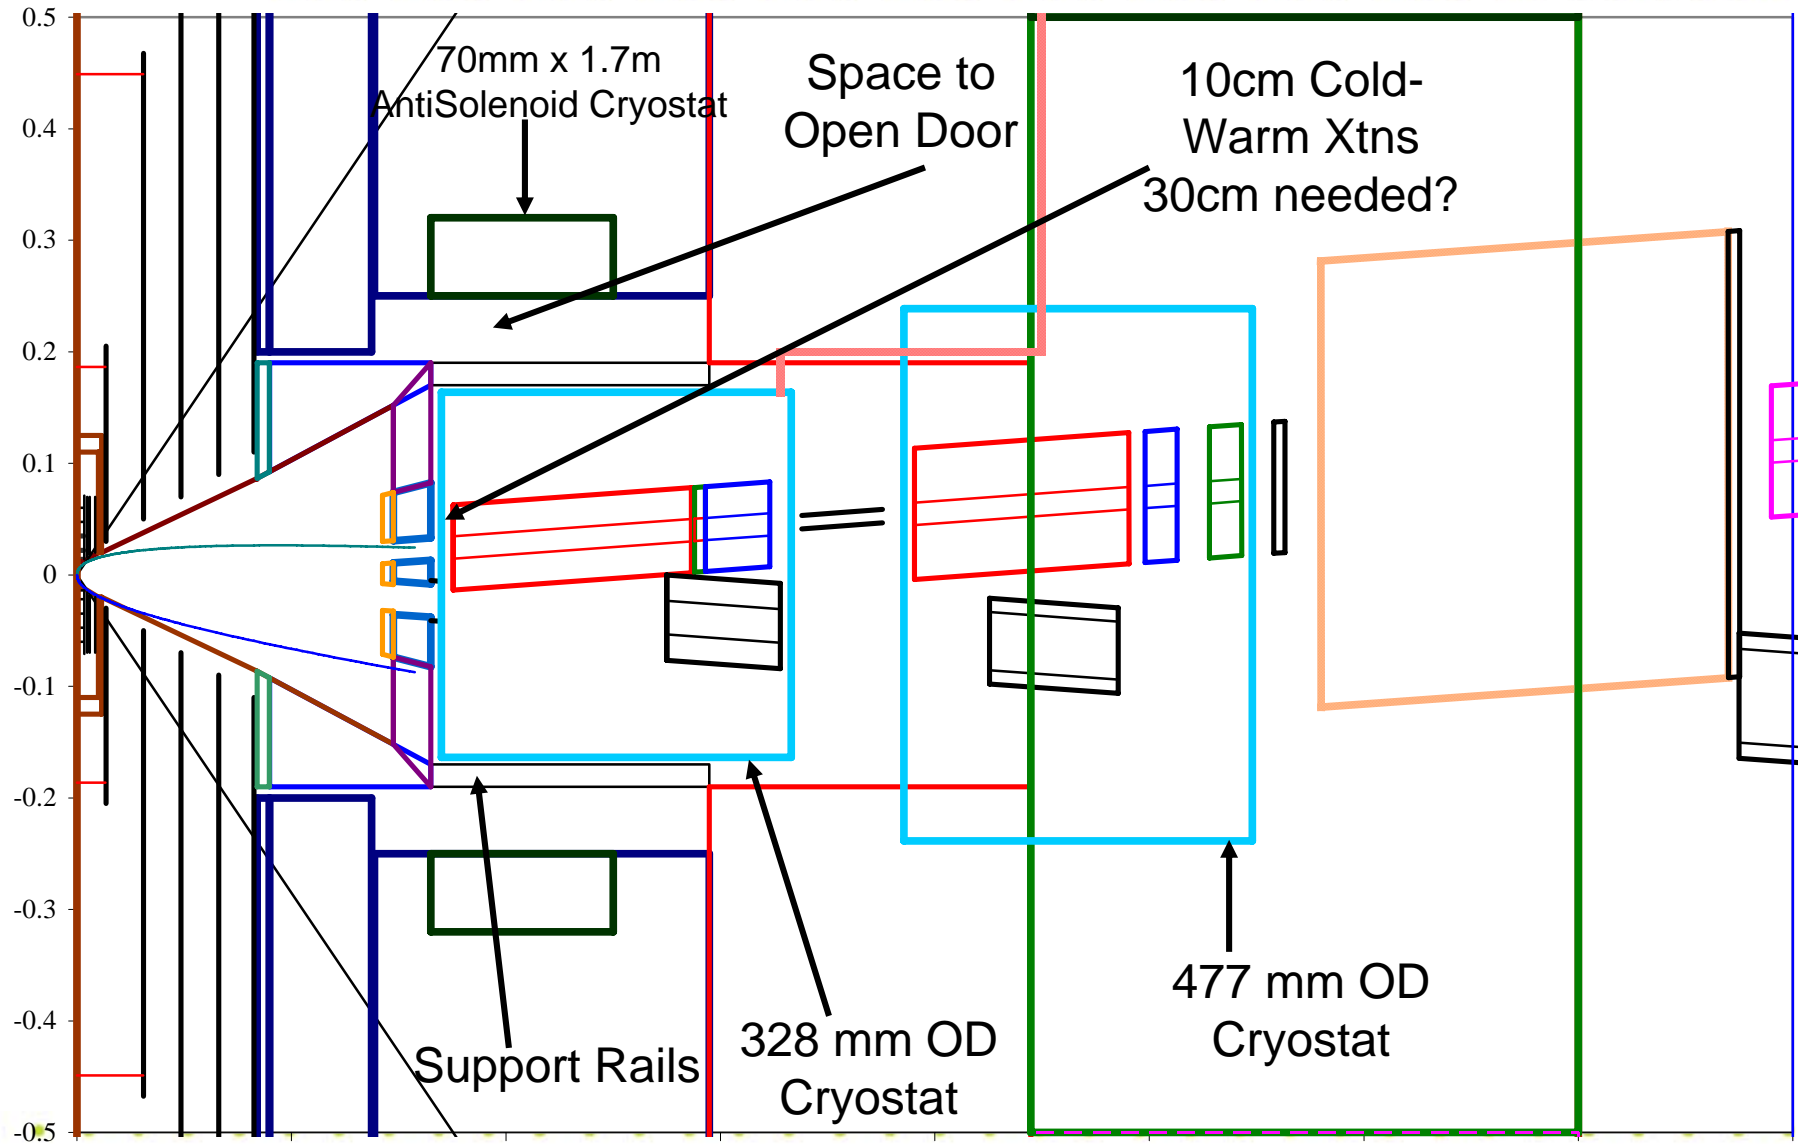 0.5
0.4
0.3
0.2
0.1
0
-0.1
-0.2
-0.3
-0.4
-0.5
70mm x 1.7m
AntiSolenoid Cryostat
Space to
Open Door
10cm Cold-
Warm Xtns
30cm needed?
Support Rails
328 mm OD
Cryostat
477 mm OD
Cryostat